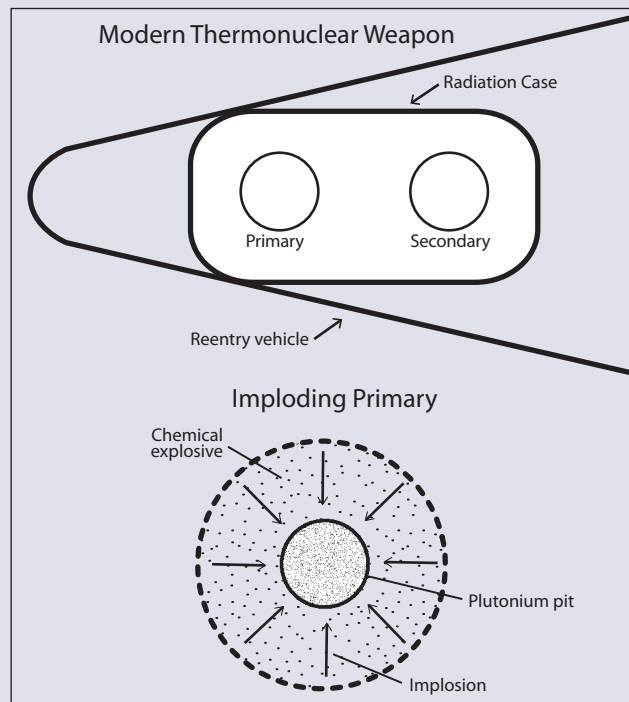 Modern Thermonuclear Weapon
Radiation Case
Primary
Secondary
Reentry vehicle
Imploding Primary
Chemical
explosive
Plutonium pit
Implosion